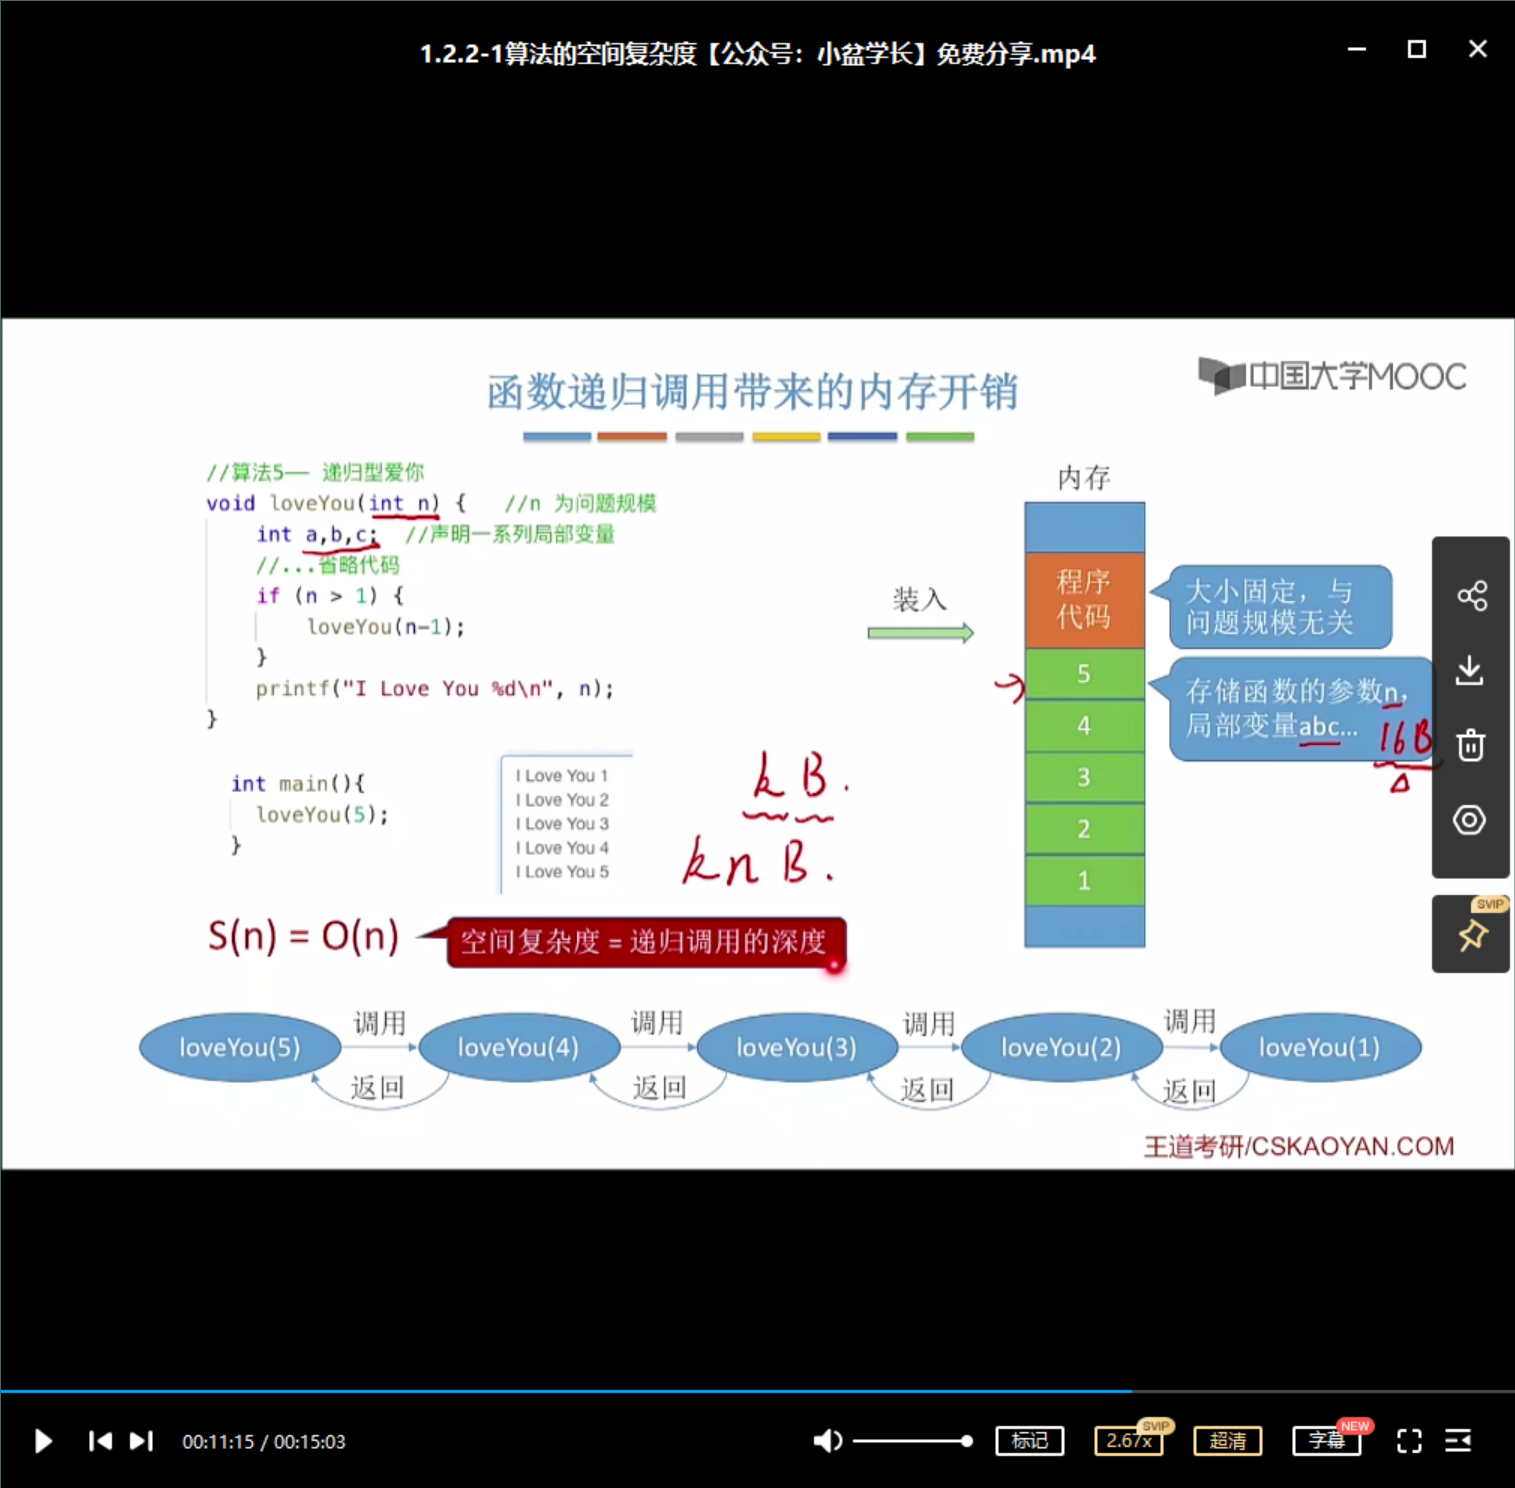 1.2.2-1算法的空间复杂度【公众号：小盆学长】免费分享.mp4
中国大学MOOC
函数递归调用带来的内存开销
//算法5—— 递归型爱你
void loveYou(int n) {   //n 为问题规模
int a,b,c;  //声明一系列局部变量
//...省略代码
if (n > 1) {
loveYou(n-1);
}
printf("I Love You %d\n", n);
}
int main(){
loveYou(5);
}
I Love You 1
I Love You 2
I Love You 3
I Love You 4
I Love You 5
k B.
k n B.
装入
内存
程序
代码
5
4
3
2
1
大小固定，与
问题规模无关
存储函数的参数n，
局部变量abc...
16B
S(n) = O(n)
空间复杂度 = 递归调用的深度
loveYou(5)
调用
返回
loveYou(4)
调用
返回
loveYou(3)
调用
返回
loveYou(2)
调用
返回
loveYou(1)
王道考研/CSKAOYAN.COM
SVIP
00:11:15 / 00:15:03
标记
2.67x
SVIP
超清
字幕
NEW